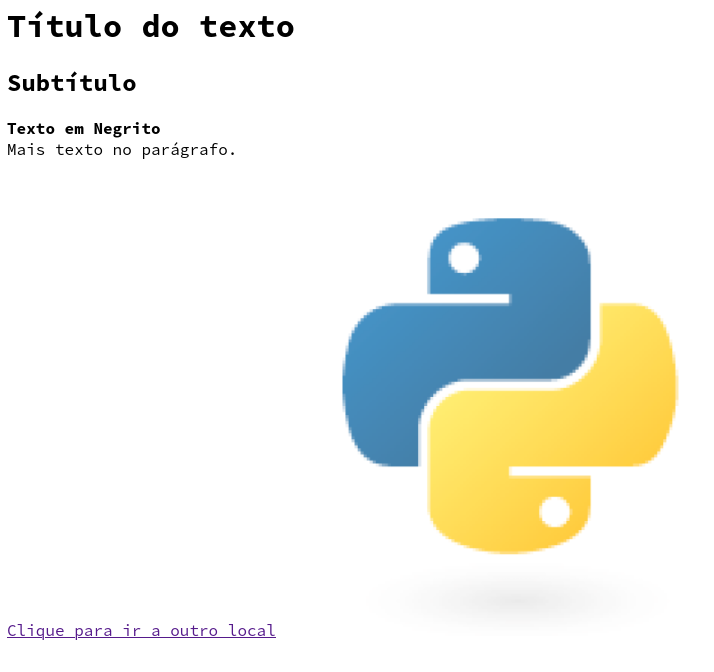 Título do texto
Subtítulo
Texto em Negrito
Mais texto no parágrafo.
Clique para ir a outro local